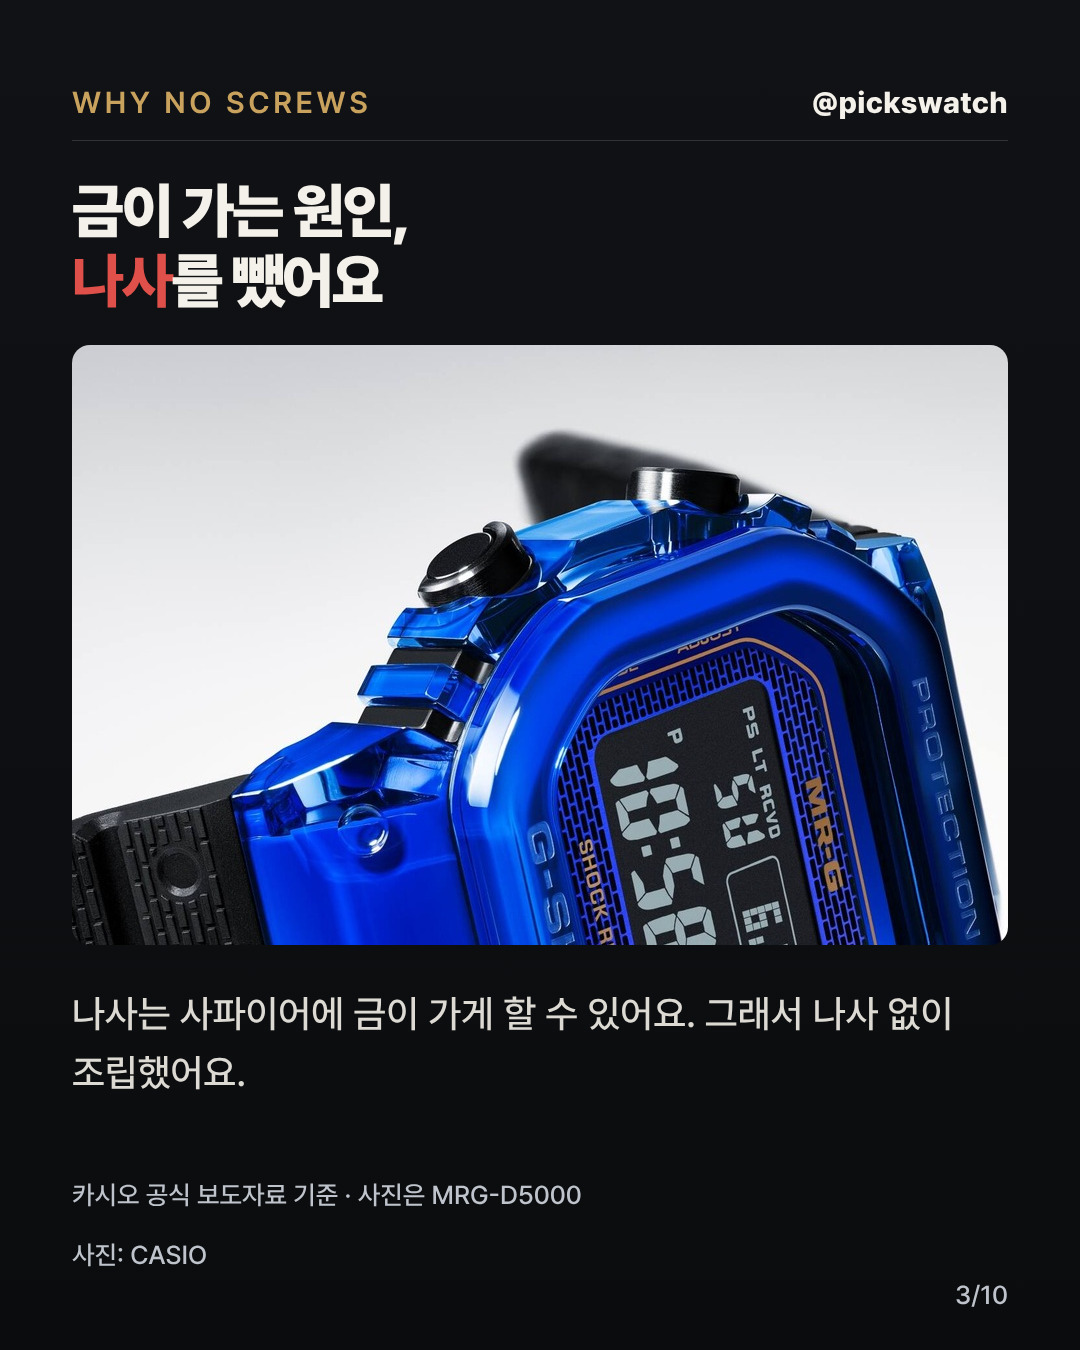 WHY NO SCREWS
@pickswatch
금이 가는 원인,
나사를 뺐어요
ADJUST
PROTECTION
P
PS LT RCVD
10:58
50
6
MR-G
SHOCK R
G-SH
나사는 사파이어에 금이 가게 할 수 있어요. 그래서 나사 없이
조립했어요.
카시오 공식 보도자료 기준 · 사진은 MRG-D5000
사진: CASIO
3/10